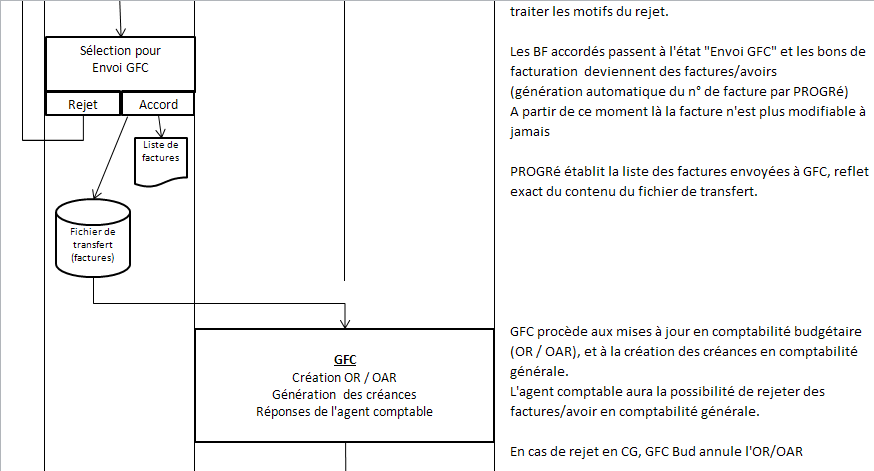 traiter les motifs du rejet.
Sélection pour
Envoi GFC
Rejet
Accord
Liste de
factures
Fichier de
transfert
(factures)
Les BF accordés passent à l'état "Envoi GFC" et les bons de
facturation deviennent des factures/avoirs
(génération automatique du n° de facture par PROGRé)
A partir de ce moment là la facture n'est plus modifiable à
jamais
PROGRé établit la liste des factures envoyées à GFC, reflet
exact du contenu du fichier de transfert.
GFC
Création OR / OAR
Génération des créances
Réponses de l'agent comptable
GFC procède aux mises à jour en comptabilité budgétaire
(OR / OAR), et à la création des créances en comptabilité
générale.
L'agent comptable aura la possibilité de rejeter des
factures/avoir en comptabilité générale.
En cas de rejet en CG, GFC Bud annule l'OR/OAR